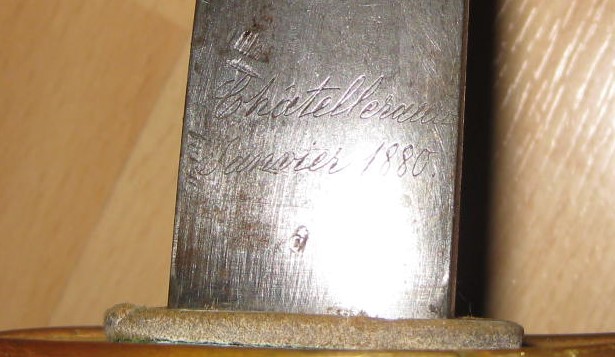 Châtellerault
Janvier 1880.